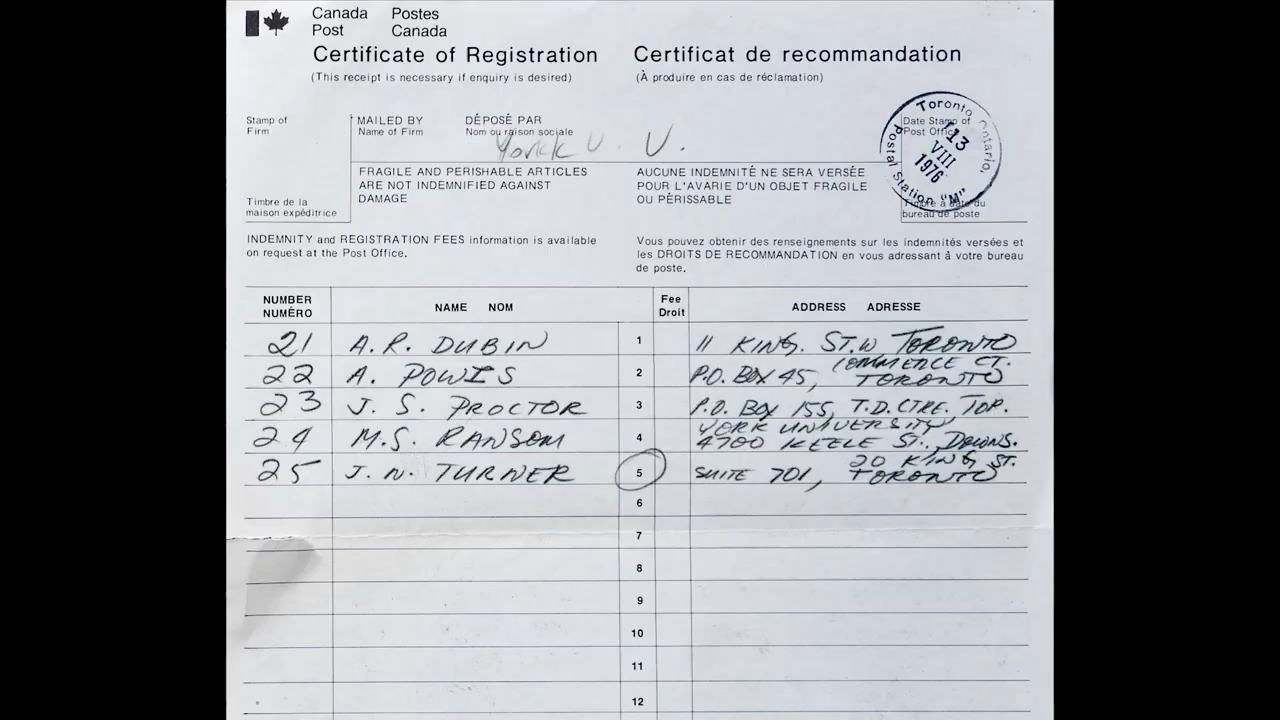 Canada Post Postes Canada
Certificate of Registration Certificat de recommandation
(This receipt is necessary if enquiry is desired) (À produire en cas de réclamation)
Stamp of Firm
MAILED BY DÉPOSÉ PAR
Name of Firm Nom ou raison sociale
York U. U.
Date Stamp of Post Office
Toronto, Ontario.
13
VIII
1976
Postal Station "M"
FRAGILE AND PERISHABLE ARTICLES
ARE NOT INDEMNIFIED AGAINST
DAMAGE
AUCUNE INDEMNITÉ NE SERA VERSÉE
POUR L'AVARIE D'UN OBJET FRAGILE
OU PÉRISSABLE
Timbre de la
maison expéditrice
Timbre à date du
bureau de poste
INDEMNITY and REGISTRATION FEES information is available
on request at the Post Office.
Vous pouvez obtenir des renseignements sur les indemnités versées et
les DROITS DE RECOMMANDATION en vous adressant à votre bureau
de poste.
NUMBER NUMÉRO NAME NOM Fee Droit ADDRESS ADRESSE
21 A.R. DUBIN 1 11 KING. ST.W TORONTO
22 A. POWIS 2 P.O. BOX 45, COMMERCE CT. TORONTO
23 J. S. PROCTOR 3 P.O. BOX 155, T.D. CTRE. TOR.
24 M.S. RANSOM 4 YORK UNIVERSITY 4700 KEELE ST., DOWNS.
25 J. N. TURNER 5 SUITE 701, 20 KING ST. TORONTO
6
7
8
9
10
11
12